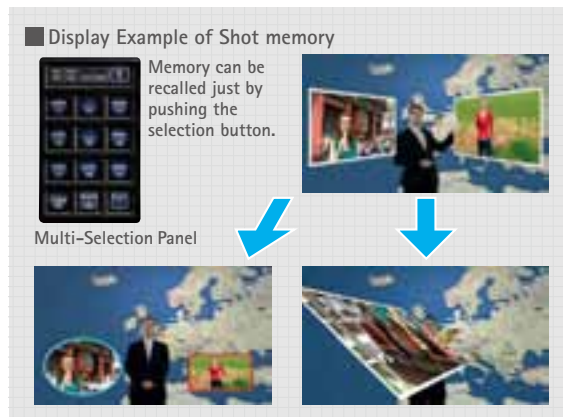 Display Example of Shot memory
Memory can be
recalled just by
pushing the
selection button.
Multi-Selection Panel